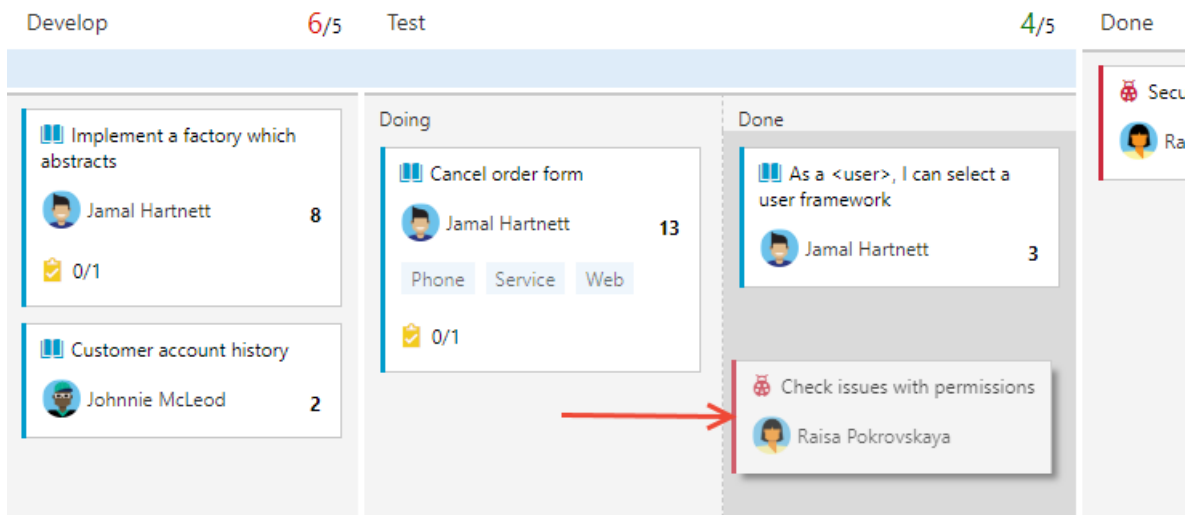 Develop 6/5
Test 4/5
Done
Implement a factory which
abstracts
Jamal Hartnett 8
0/1
Customer account history
Johnnie McLeod 2
Doing
Cancel order form
Jamal Hartnett 13
Phone Service Web
0/1
Done
As a <user>, I can select a
user framework
Jamal Hartnett 3
Check issues with permissions
Raisa Pokrovskaya
Secu
Ra